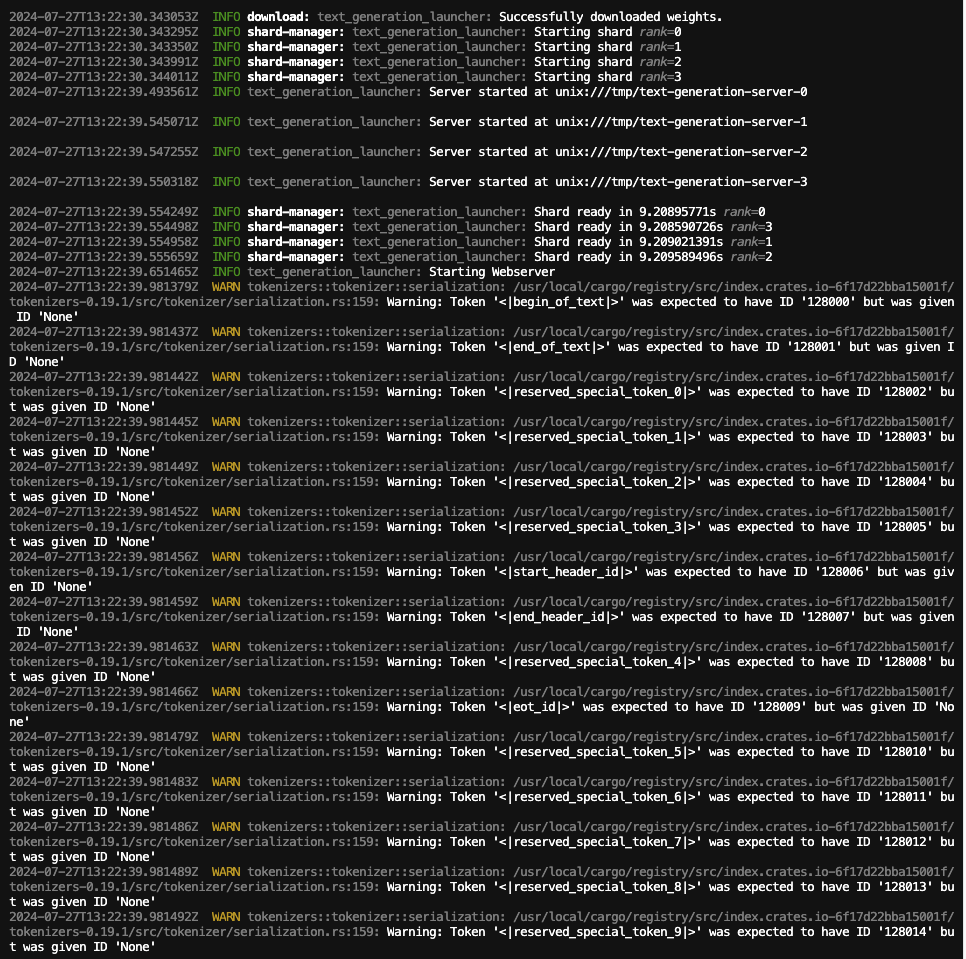 2024-07-27T13:22:30.343053Z  INFO download: text_generation_launcher: Successfully downloaded weights.
2024-07-27T13:22:30.343295Z  INFO shard-manager: text_generation_launcher: Starting shard rank=0
2024-07-27T13:22:30.343350Z  INFO shard-manager: text_generation_launcher: Starting shard rank=1
2024-07-27T13:22:30.343991Z  INFO shard-manager: text_generation_launcher: Starting shard rank=2
2024-07-27T13:22:30.344011Z  INFO shard-manager: text_generation_launcher: Starting shard rank=3
2024-07-27T13:22:39.493561Z  INFO text_generation_launcher: Server started at unix:///tmp/text-generation-server-0
2024-07-27T13:22:39.545071Z  INFO text_generation_launcher: Server started at unix:///tmp/text-generation-server-1
2024-07-27T13:22:39.547255Z  INFO text_generation_launcher: Server started at unix:///tmp/text-generation-server-2
2024-07-27T13:22:39.550318Z  INFO text_generation_launcher: Server started at unix:///tmp/text-generation-server-3
2024-07-27T13:22:39.554249Z  INFO shard-manager: text_generation_launcher: Shard ready in 9.20895771s rank=0
2024-07-27T13:22:39.554498Z  INFO shard-manager: text_generation_launcher: Shard ready in 9.208590726s rank=3
2024-07-27T13:22:39.554958Z  INFO shard-manager: text_generation_launcher: Shard ready in 9.209021391s rank=1
2024-07-27T13:22:39.555659Z  INFO shard-manager: text_generation_launcher: Shard ready in 9.209589496s rank=2
2024-07-27T13:22:39.651465Z  INFO text_generation_launcher: Starting Webserver
2024-07-27T13:22:39.981379Z  WARN tokenizers::tokenizer::serialization: /usr/local/cargo/registry/src/index.crates.io-6f17d22bba15001f/
tokenizers-0.19.1/src/tokenizer/serialization.rs:159: Warning: Token '<|begin_of_text|>' was expected to have ID '128000' but was given
 ID 'None'
2024-07-27T13:22:39.981437Z  WARN tokenizers::tokenizer::serialization: /usr/local/cargo/registry/src/index.crates.io-6f17d22bba15001f/
tokenizers-0.19.1/src/tokenizer/serialization.rs:159: Warning: Token '<|end_of_text|>' was expected to have ID '128001' but was given I
D 'None'
2024-07-27T13:22:39.981442Z  WARN tokenizers::tokenizer::serialization: /usr/local/cargo/registry/src/index.crates.io-6f17d22bba15001f/
tokenizers-0.19.1/src/tokenizer/serialization.rs:159: Warning: Token '<|reserved_special_token_0|>' was expected to have ID '128002' bu
t was given ID 'None'
2024-07-27T13:22:39.981445Z  WARN tokenizers::tokenizer::serialization: /usr/local/cargo/registry/src/index.crates.io-6f17d22bba15001f/
tokenizers-0.19.1/src/tokenizer/serialization.rs:159: Warning: Token '<|reserved_special_token_1|>' was expected to have ID '128003' bu
t was given ID 'None'
2024-07-27T13:22:39.981449Z  WARN tokenizers::tokenizer::serialization: /usr/local/cargo/registry/src/index.crates.io-6f17d22bba15001f/
tokenizers-0.19.1/src/tokenizer/serialization.rs:159: Warning: Token '<|reserved_special_token_2|>' was expected to have ID '128004' bu
t was given ID 'None'
2024-07-27T13:22:39.981452Z  WARN tokenizers::tokenizer::serialization: /usr/local/cargo/registry/src/index.crates.io-6f17d22bba15001f/
tokenizers-0.19.1/src/tokenizer/serialization.rs:159: Warning: Token '<|reserved_special_token_3|>' was expected to have ID '128005' bu
t was given ID 'None'
2024-07-27T13:22:39.981456Z  WARN tokenizers::tokenizer::serialization: /usr/local/cargo/registry/src/index.crates.io-6f17d22bba15001f/
tokenizers-0.19.1/src/tokenizer/serialization.rs:159: Warning: Token '<|start_header_id|>' was expected to have ID '128006' but was giv
en ID 'None'
2024-07-27T13:22:39.981459Z  WARN tokenizers::tokenizer::serialization: /usr/local/cargo/registry/src/index.crates.io-6f17d22bba15001f/
tokenizers-0.19.1/src/tokenizer/serialization.rs:159: Warning: Token '<|end_header_id|>' was expected to have ID '128007' but was given
 ID 'None'
2024-07-27T13:22:39.981463Z  WARN tokenizers::tokenizer::serialization: /usr/local/cargo/registry/src/index.crates.io-6f17d22bba15001f/
tokenizers-0.19.1/src/tokenizer/serialization.rs:159: Warning: Token '<|reserved_special_token_4|>' was expected to have ID '128008' bu
t was given ID 'None'
2024-07-27T13:22:39.981466Z  WARN tokenizers::tokenizer::serialization: /usr/local/cargo/registry/src/index.crates.io-6f17d22bba15001f/
tokenizers-0.19.1/src/tokenizer/serialization.rs:159: Warning: Token '<|eot_id|>' was expected to have ID '128009' but was given ID 'No
ne'
2024-07-27T13:22:39.981479Z  WARN tokenizers::tokenizer::serialization: /usr/local/cargo/registry/src/index.crates.io-6f17d22bba15001f/
tokenizers-0.19.1/src/tokenizer/serialization.rs:159: Warning: Token '<|reserved_special_token_5|>' was expected to have ID '128010' bu
t was given ID 'None'
2024-07-27T13:22:39.981483Z  WARN tokenizers::tokenizer::serialization: /usr/local/cargo/registry/src/index.crates.io-6f17d22bba15001f/
tokenizers-0.19.1/src/tokenizer/serialization.rs:159: Warning: Token '<|reserved_special_token_6|>' was expected to have ID '128011' bu
t was given ID 'None'
2024-07-27T13:22:39.981486Z  WARN tokenizers::tokenizer::serialization: /usr/local/cargo/registry/src/index.crates.io-6f17d22bba15001f/
tokenizers-0.19.1/src/tokenizer/serialization.rs:159: Warning: Token '<|reserved_special_token_7|>' was expected to have ID '128012' bu
t was given ID 'None'
2024-07-27T13:22:39.981489Z  WARN tokenizers::tokenizer::serialization: /usr/local/cargo/registry/src/index.crates.io-6f17d22bba15001f/
tokenizers-0.19.1/src/tokenizer/serialization.rs:159: Warning: Token '<|reserved_special_token_8|>' was expected to have ID '128013' bu
t was given ID 'None'
2024-07-27T13:22:39.981492Z  WARN tokenizers::tokenizer::serialization: /usr/local/cargo/registry/src/index.crates.io-6f17d22bba15001f/
tokenizers-0.19.1/src/tokenizer/serialization.rs:159: Warning: Token '<|reserved_special_token_9|>' was expected to have ID '128014' bu
t was given ID 'None'